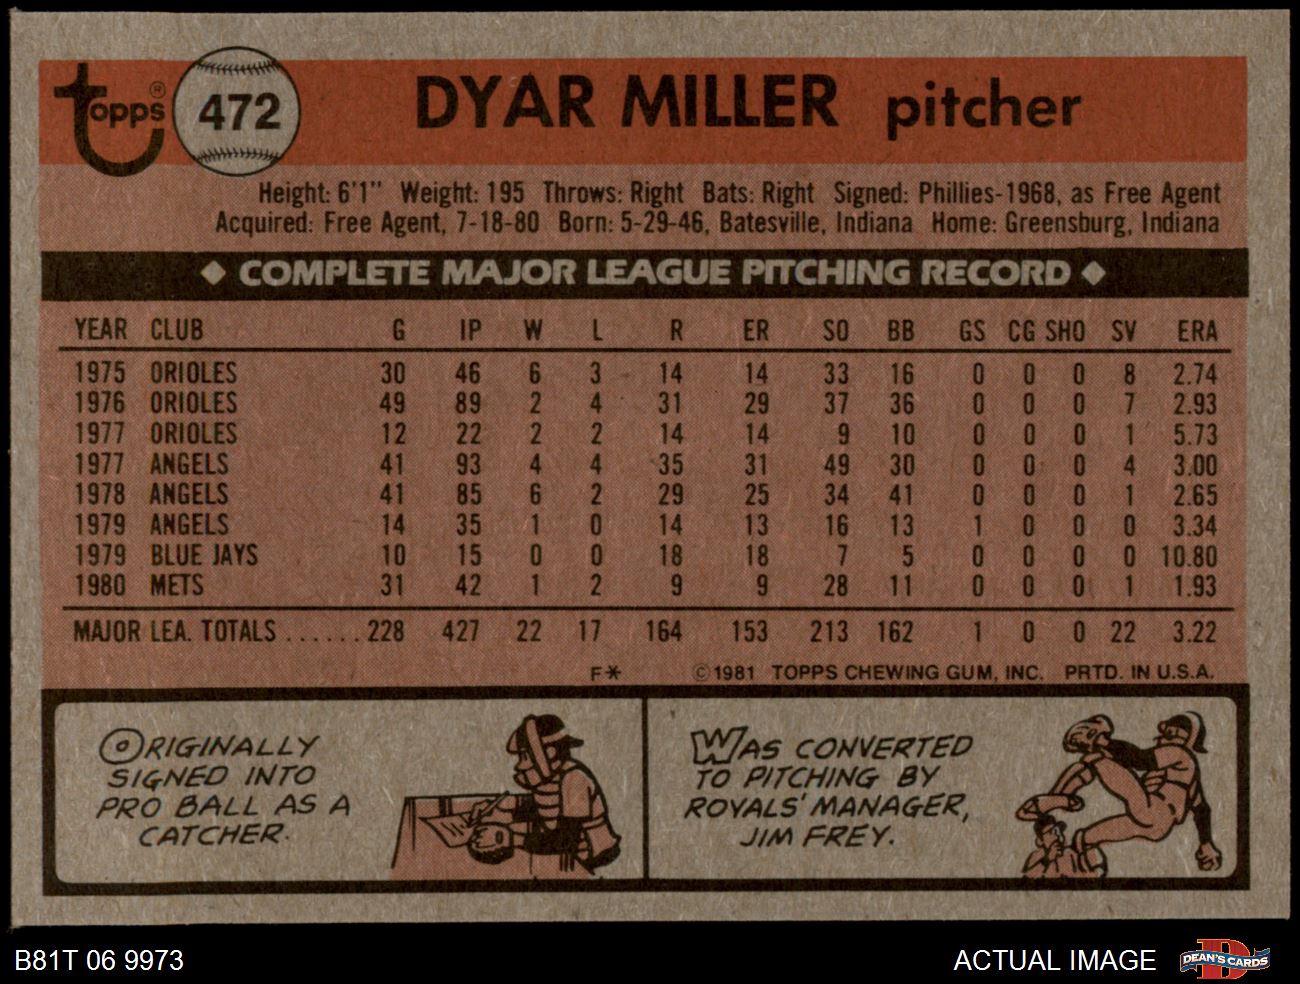 topps® 472 DYAR MILLER pitcher
Height: 6'1" Weight: 195 Throws: Right Bats: Right Signed: Phillies-1968, as Free Agent
Acquired: Free Agent, 7-18-80 Born: 5-29-46, Batesville, Indiana Home: Greensburg, Indiana
◆ COMPLETE MAJOR LEAGUE PITCHING RECORD ◆
YEAR CLUB G IP W L R ER SO BB GS CG SHO SV ERA
1975 ORIOLES 30 46 6 3 14 14 33 16 0 0 0 8 2.74
1976 ORIOLES 49 89 2 4 31 29 37 36 0 0 0 7 2.93
1977 ORIOLES 12 22 2 2 14 14 9 10 0 0 0 1 5.73
1977 ANGELS 41 93 4 4 35 31 49 30 0 0 0 4 3.00
1978 ANGELS 41 85 6 2 29 25 34 41 0 0 0 1 2.65
1979 ANGELS 14 35 1 0 14 13 16 13 1 0 0 0 3.34
1979 BLUE JAYS 10 15 0 0 18 18 7 5 0 0 0 0 10.80
1980 METS 31 42 1 2 9 9 28 11 0 0 0 1 1.93
MAJOR LEA. TOTALS ...... 228 427 22 17 164 153 213 162 1 0 0 22 3.22
F* ©1981 TOPPS CHEWING GUM, INC. PRTD. IN U.S.A.
ORIGINALLY
SIGNED INTO
PRO BALL AS A
CATCHER.
WAS CONVERTED
TO PITCHING BY
ROYALS' MANAGER,
JIM FREY.
B81T 06 9973 ACTUAL IMAGE DEAN'S CARDS